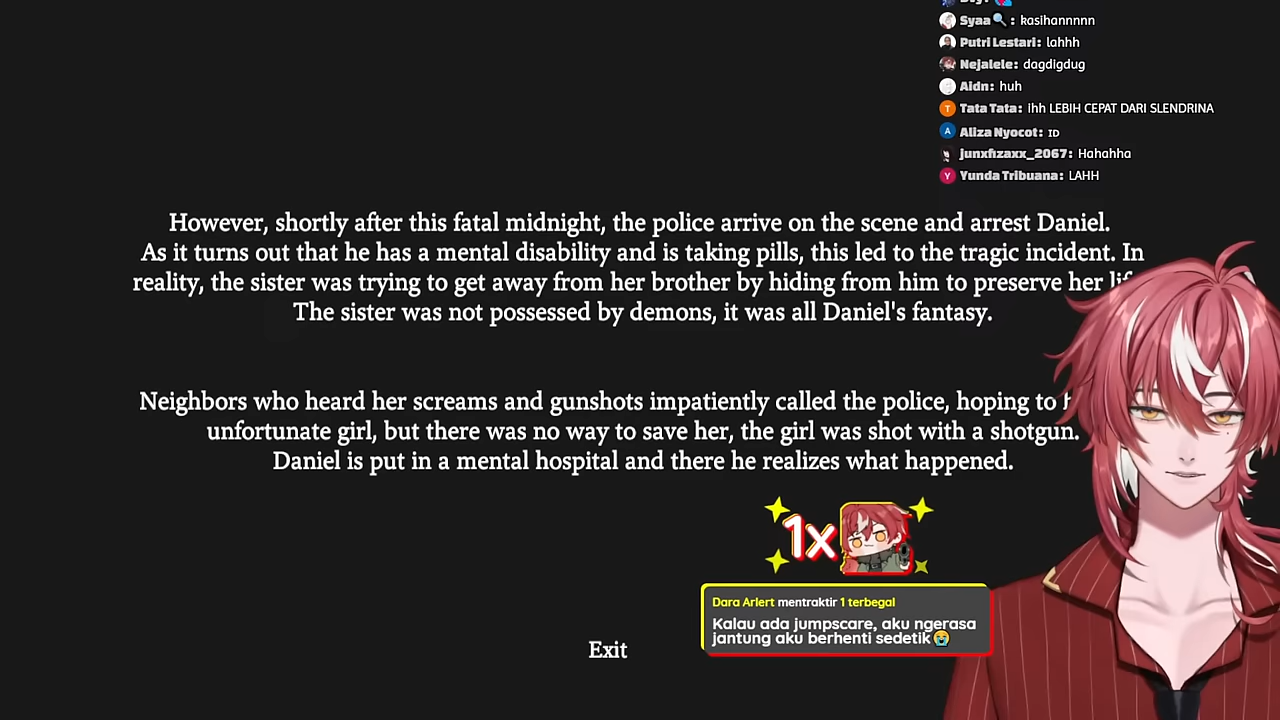 Syaa🔍: kasihannnnn
Putri Lestari: lahhh
Nejalele: dagdigdug
Aidn: huh
T Tata Tata: Ihh LEBIH CEPAT DARI SLENDRINA
A Aliza Nyocot: ID
junxfizaxx_2067: Hahahha
Y Yunda Tribuana: LAHH
However, shortly after this fatal midnight, the police arrive on the scene and arrest Daniel.
As it turns out that he has a mental disability and is taking pills, this led to the tragic incident. In
reality, the sister was trying to get away from her brother by hiding from him to preserve her
The sister was not possessed by demons, it was all Daniel's fantasy.
Neighbors who heard her screams and gunshots impatiently called the police, hoping to
unfortunate girl, but there was no way to save her, the girl was shot with a shotgun.
Daniel is put in a mental hospital and there he realizes what happened.
1x
Dara Arlert mentraktir 1 terbegal
Kalau ada jumpscare, aku ngerasa
jantung aku berhenti sedetik😭
Exit